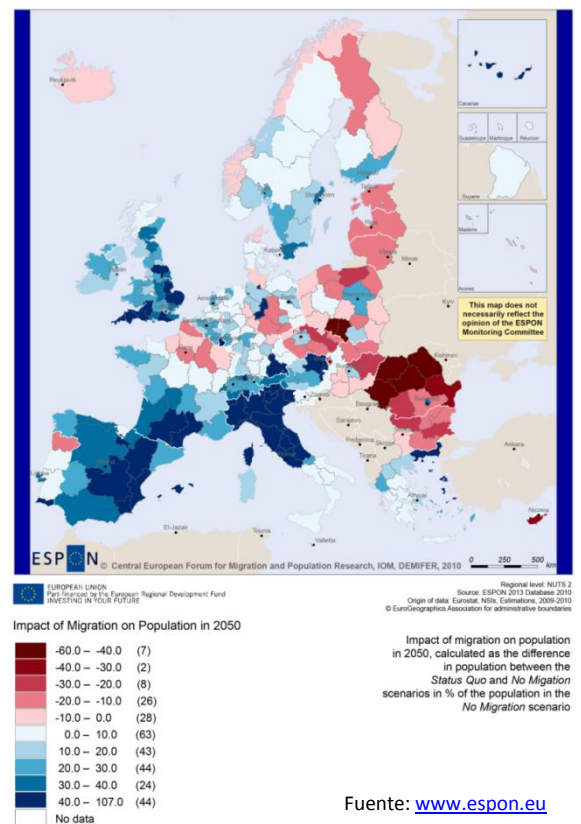 Reykjavik
Canarias
Guadeloupe Martinique Réunion
Guyane
Madeira
Acores
This map does not
necessarily reflect the
opinion of the ESPON
Monitoring Committee
Tallinn
Riga
Vilnius
Minsk
Dublin
Kyiv
Kishinev
Zagreb
Beograd
Sarajevo
Podgorica
Skopje
Tirana
Ankara
Lisboa
Athinai
Nicosia
El-Jazair
Tounis
Valletta
ESPON
© Central European Forum for Migration and Population Research, IOM, DEMIFER, 2010
0 250 500 km
EUROPEAN UNION
Part-financed by the European Regional Development Fund
INVESTING IN YOUR FUTURE
Regional level: NUTS 2
Source: ESPON 2013 Database 2010
Origin of data: Eurostat, NSIs, Estimations, 2009-2010
© EuroGeographics Association for administrative boundaries
Impact of Migration on Population in 2050
-60.0 – -40.0 (7)
-40.0 – -30.0 (2)
-30.0 – -20.0 (8)
-20.0 – -10.0 (26)
-10.0 – 0.0 (28)
0.0 – 10.0 (63)
10.0 – 20.0 (43)
20.0 – 30.0 (44)
30.0 – 40.0 (24)
40.0 – 107.0 (44)
No data
Impact of migration on population
in 2050, calculated as the difference
in population between the
Status Quo and No Migation
scenarios in % of the population in the
No Migration scenario
Fuente: www.espon.eu